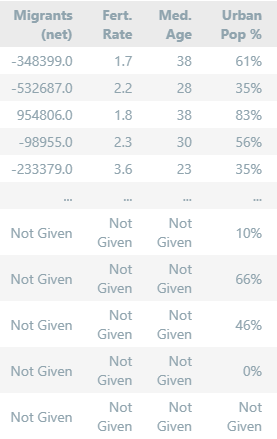 Migrants (net) Fert. Rate Med. Age Urban Pop %
-348399.0 1.7 38 61%
-532687.0 2.2 28 35%
954806.0 1.8 38 83%
-98955.0 2.3 30 56%
-233379.0 3.6 23 35%
... ... ... ...
Not Given Not Given Not Given 10%
Not Given Not Given Not Given 66%
Not Given Not Given Not Given 46%
Not Given Not Given Not Given 0%
Not Given Not Given Not Given Not Given